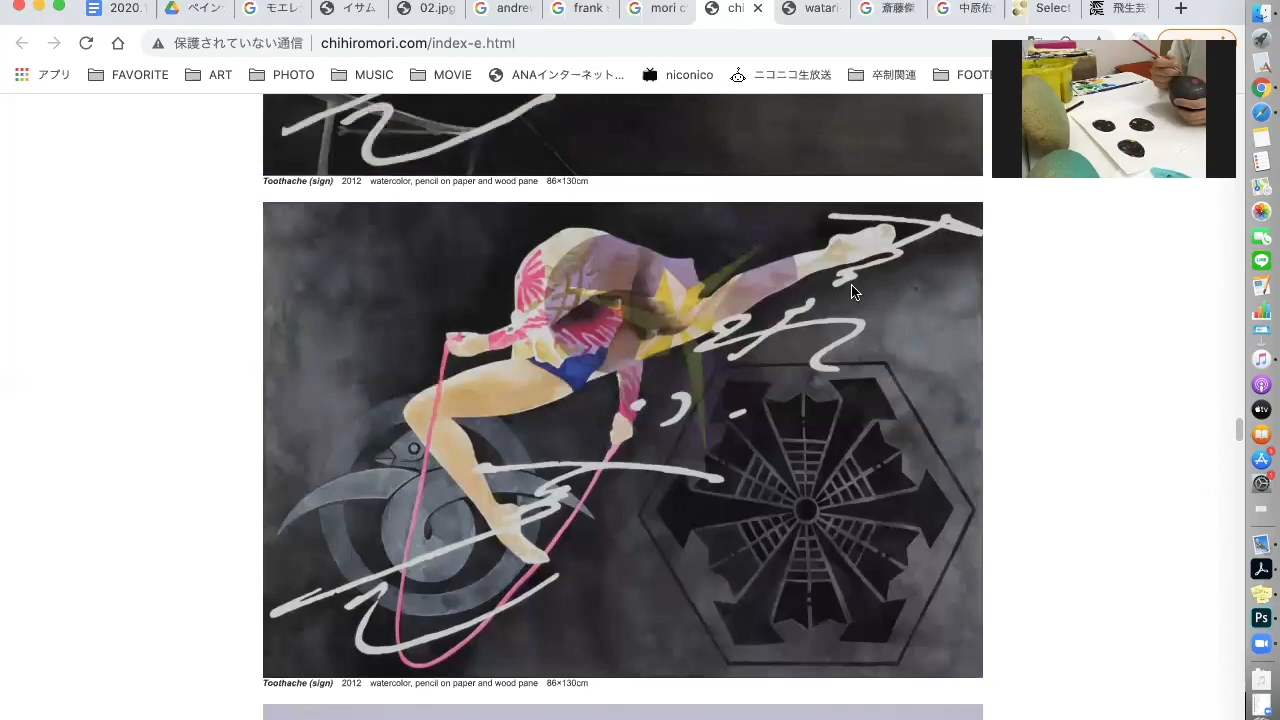 2020.1
ペイン
モエレ
イサム
02.jpg
andre
frank
mori c
chi
watar
斎藤傑
中原佑
Select
飛生芸
保護されていない通信
chihiromori.com/index-e.html
アプリ
FAVORITE
ART
PHOTO
MUSIC
MOVIE
ANAインターネット...
niconico
ニコニコ生放送
卒制関連
FOOT
Toothache (sign) 2012 watercolor, pencil on paper and wood pane 86×130cm
Toothache (sign) 2012 watercolor, pencil on paper and wood pane 86×130cm